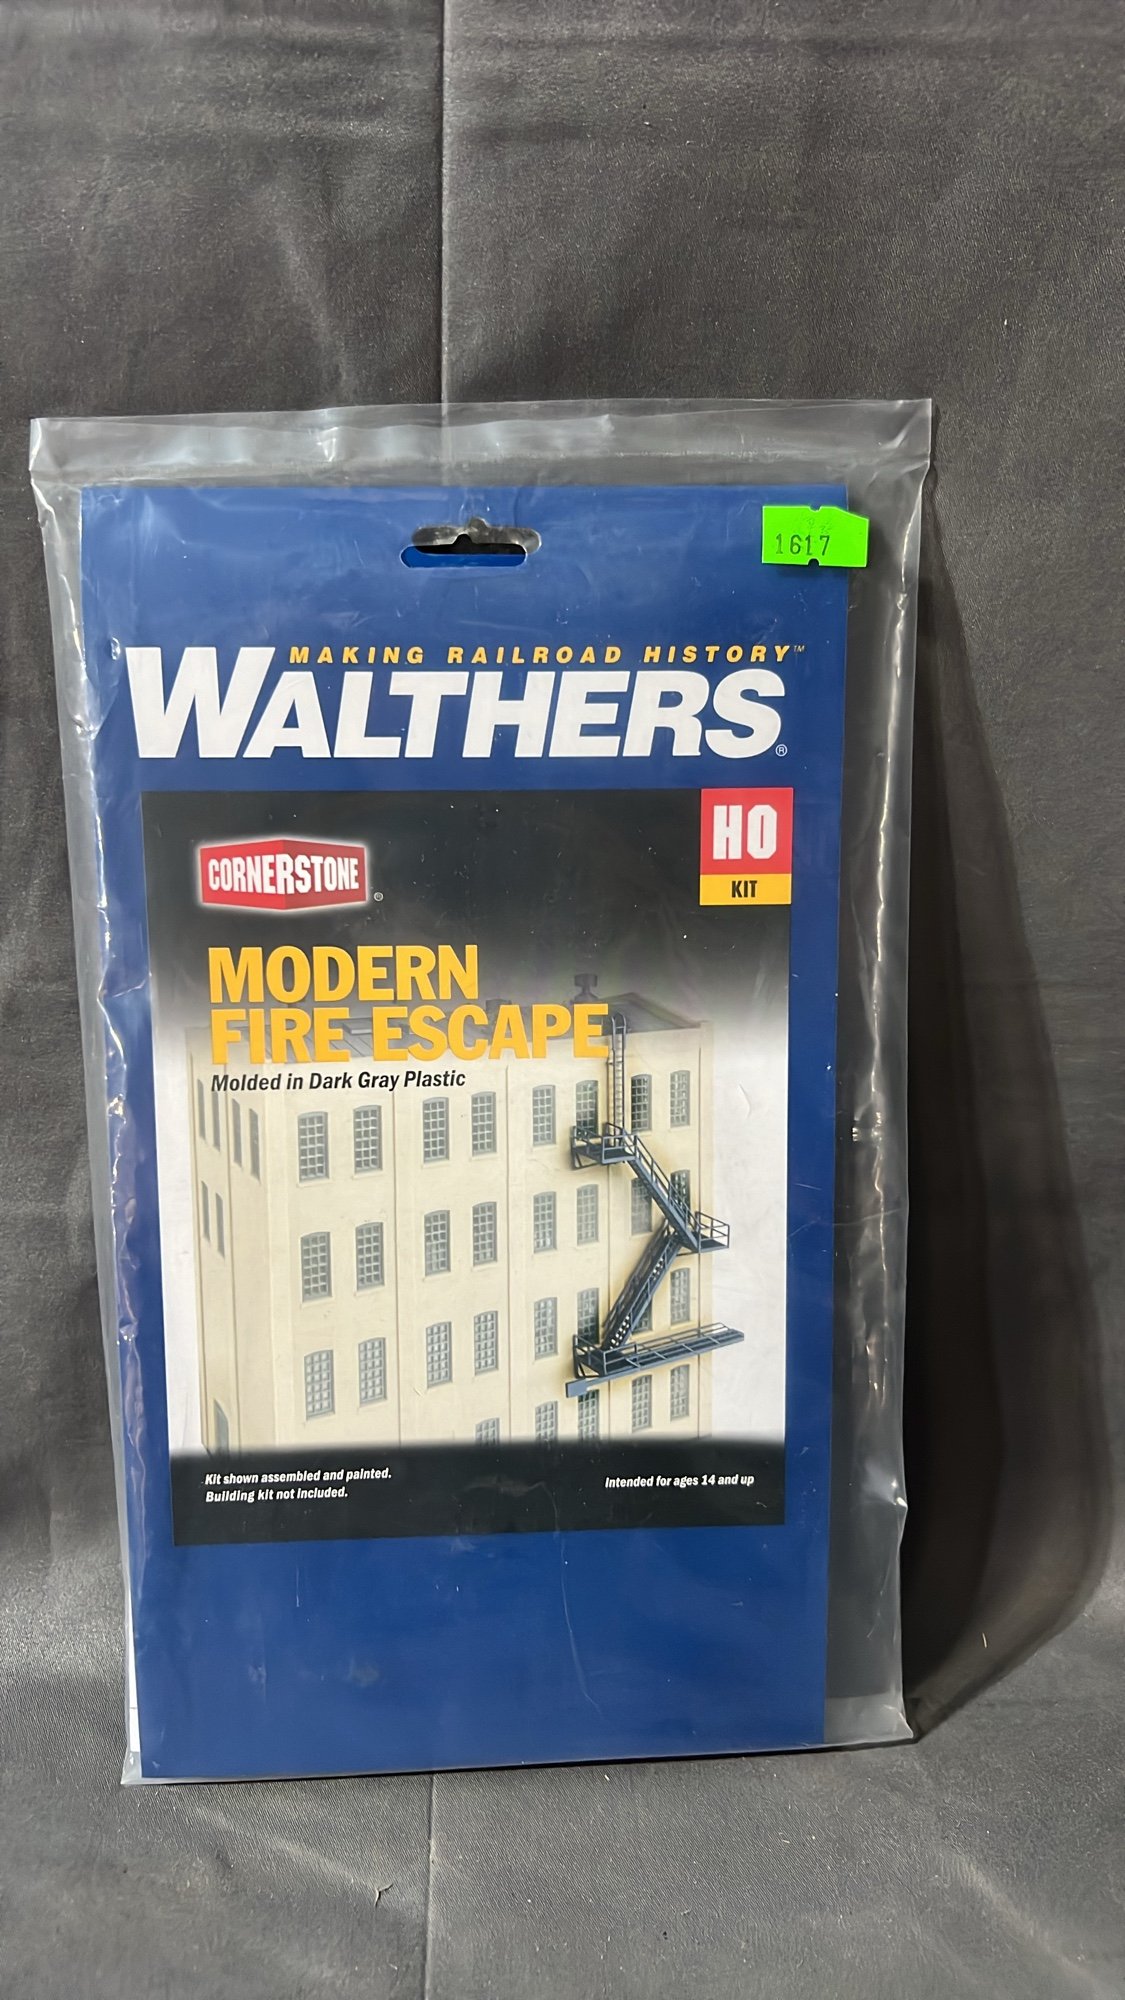 1617
MAKING RAILROAD HISTORY™
WALTHERS®
HO
KIT
CORNERSTONE®
MODERN
FIRE ESCAPE
Molded in Dark Gray Plastic
Kit shown assembled and painted.
Building kit not included.
Intended for ages 14 and up